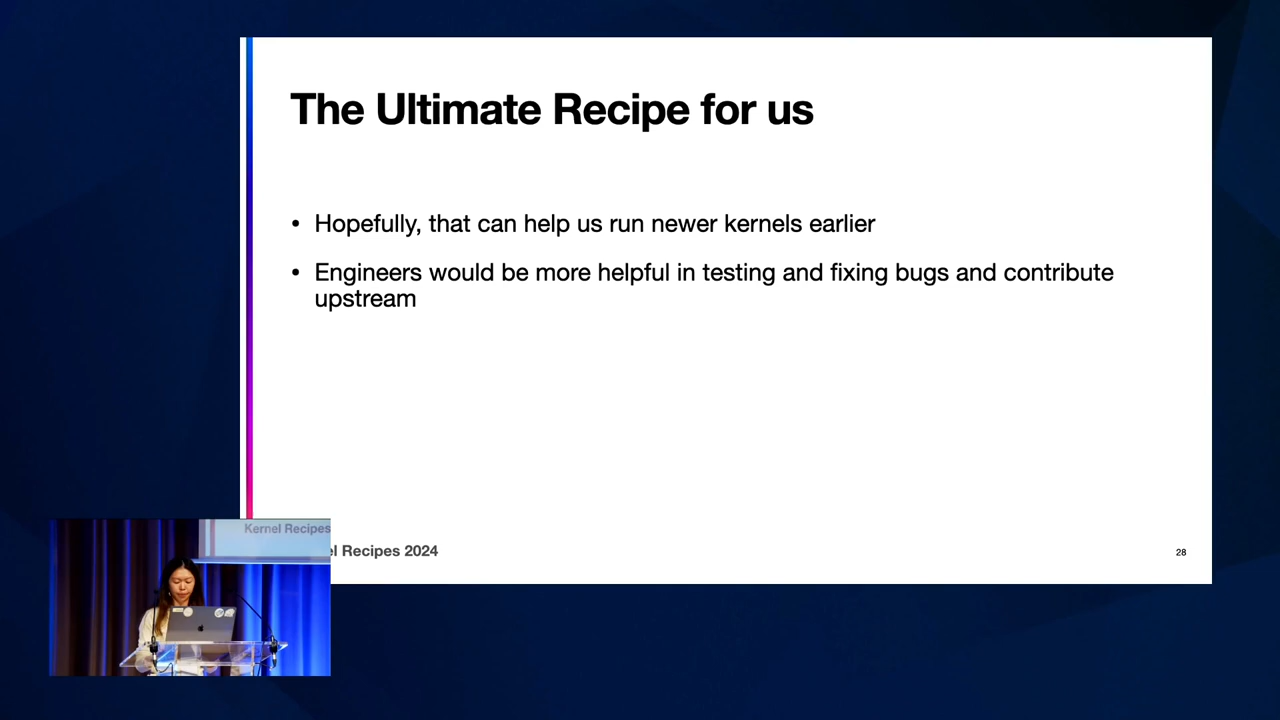 The Ultimate Recipe for us
• Hopefully, that can help us run newer kernels earlier
• Engineers would be more helpful in testing and fixing bugs and contribute
upstream
Kernel Recipes
el Recipes 2024
28